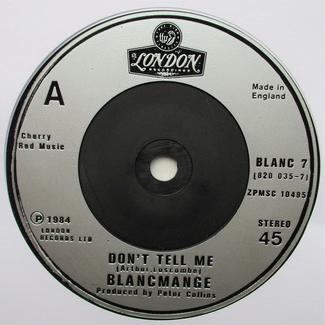 LONDON
RECORDINGS
A
Made in
England
Cherry
Red Music
BLANC 7
(820 035-7)
ZPMSC 10495
STEREO
45
℗ 1984
LONDON
RECORDS LTD
DON'T TELL ME
(Arthur, Luscombe)
BLANCMANGE
Produced by Peter Collins